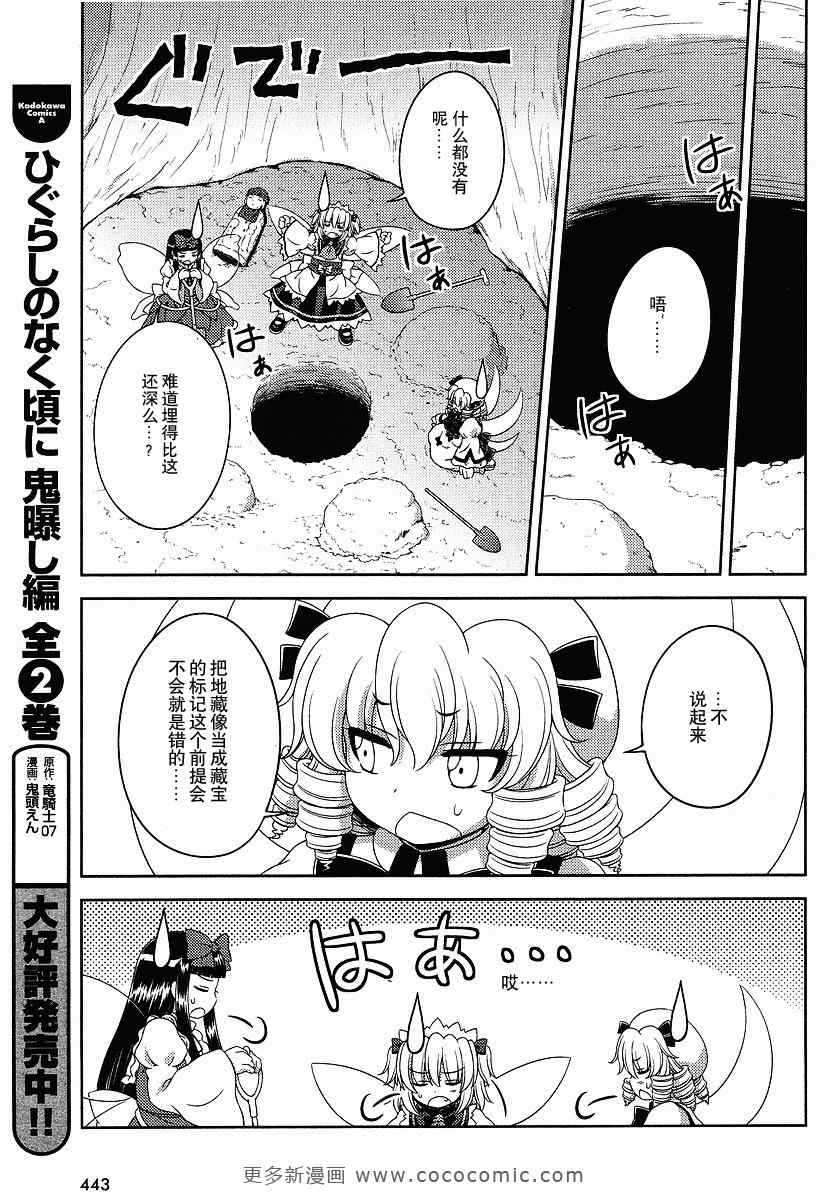 はぁ
はぁ
唔……
ぐでーー
什么都没有
呢……
はぁ
はぁ
难道埋得比这
还深么…?
…不
说起来
把地藏像当成藏宝
的标记这个前提会
不会就是错的……
はぁ…
哎……
Kadokawa
Comics
A
ひぐらしのなく頃に 鬼曝し編 全2巻
原作・竜騎士07
漫画・鬼頭えん
大好評発売中!!
443
更多新漫画 www.cococomic.com